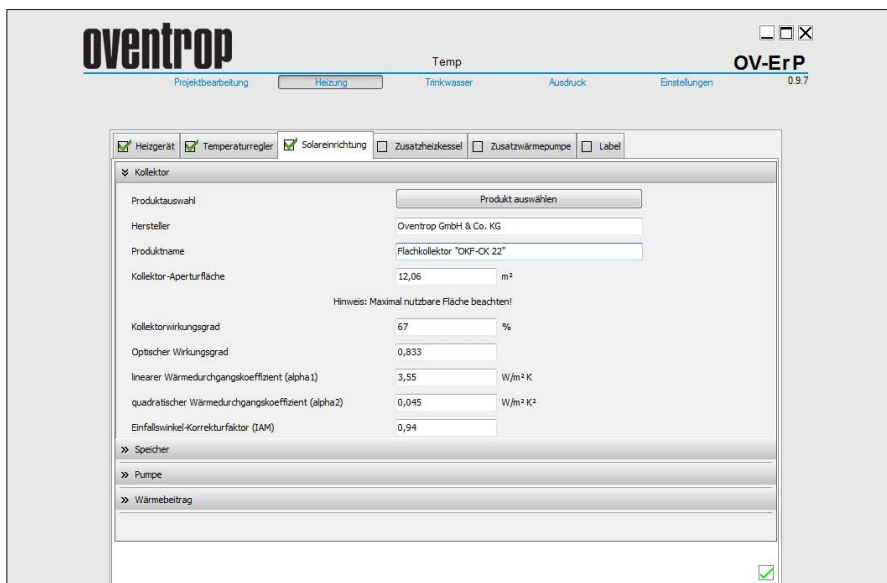 oventrop
Temp
OV-ErP
Projektbearbeitung Heizung Trinkwasser Ausdruck Einstellungen 0.9.7
Heizgerät Temperaturregler Solareinrichtung Zusatzheizkessel Zusatzwärmepumpe Label
Kollektor
Produktauswahl Produkt auswählen
Hersteller Oventrop GmbH & Co. KG
Produktname Flachkollektor "OKF-CK 22"
Kollektor-Aperturfläche 12,06 m²
Hinweis: Maximal nutzbare Fläche beachten!
Kollektorwirkungsgrad 67 %
Optischer Wirkungsgrad 0,833
linearer Wärmedurchgangskoeffizient (alpha1) 3,55 W/m² K
quadratischer Wärmedurchgangskoeffizient (alpha2) 0,045 W/m² K²
Einfallswinkel-Korrekturfaktor (IAM) 0,94
Speicher
Pumpe
Wärmebeitrag